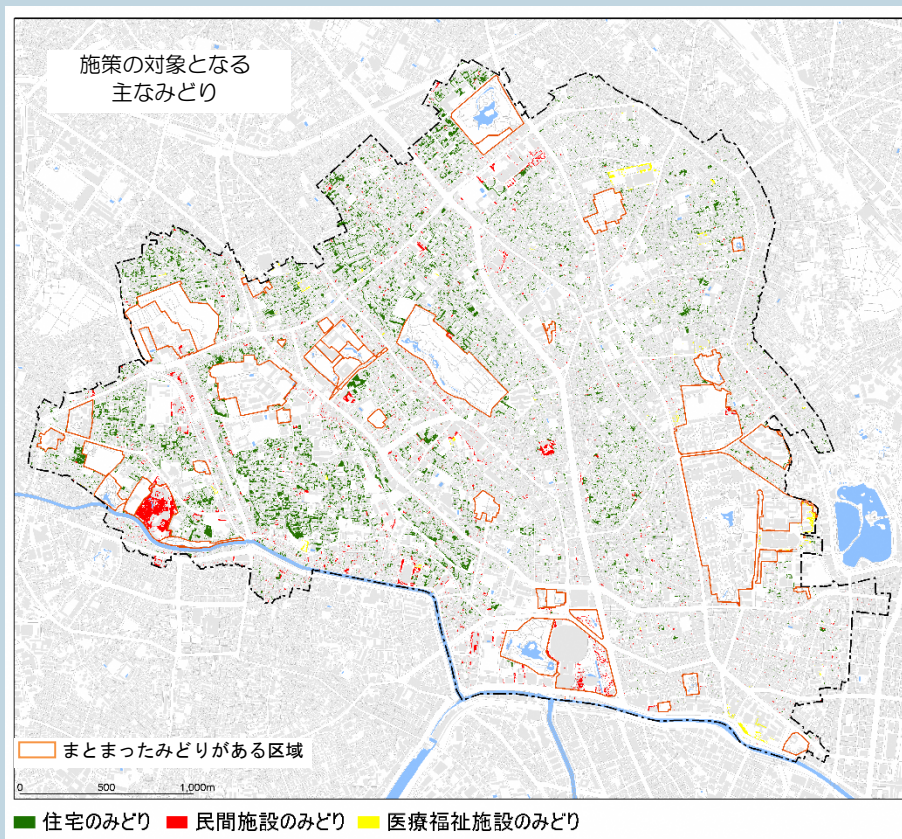 施策の対象となる
主なみどり
まとまったみどりがある区域
0 500 1,000m
住宅のみどり 民間施設のみどり 医療福祉施設のみどり